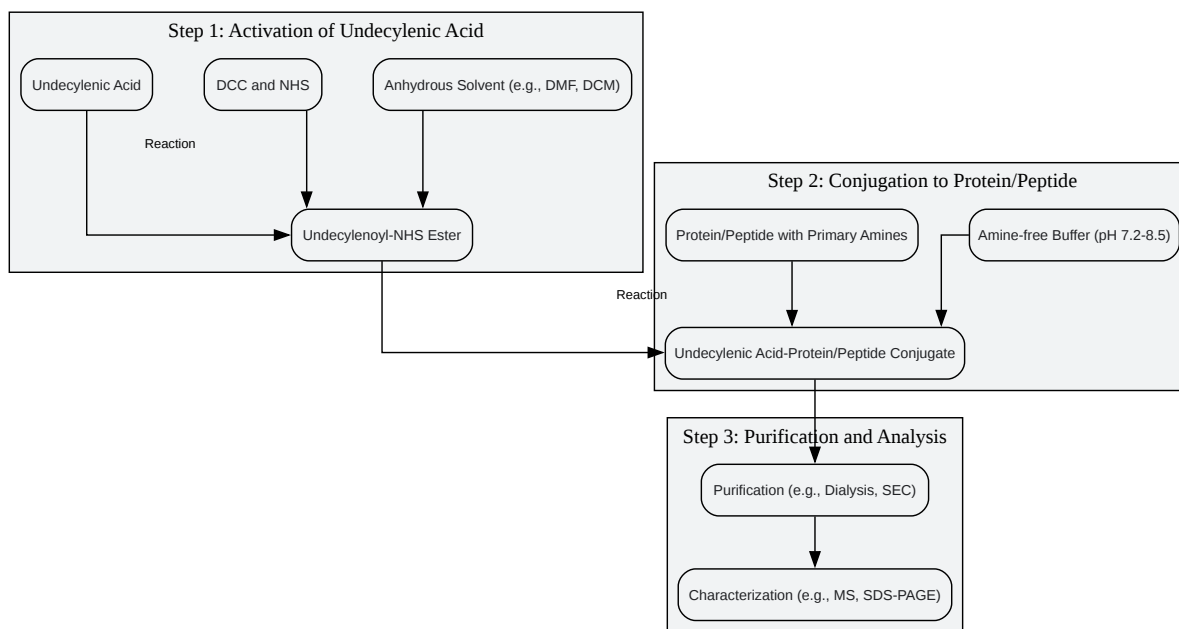 Step 1: Activation of Undecylenic Acid
Undecylenic Acid
DCC and NHS
Anhydrous Solvent (e.g., DMF, DCM)
Reaction
Undecylenoyl-NHS Ester
Step 2: Conjugation to Protein/Peptide
Protein/Peptide with Primary Amines
Amine-free Buffer (pH 7.2-8.5)
Reaction
Undecylenic Acid-Protein/Peptide Conjugate
Step 3: Purification and Analysis
Purification (e.g., Dialysis, SEC)
Characterization (e.g., MS, SDS-PAGE)